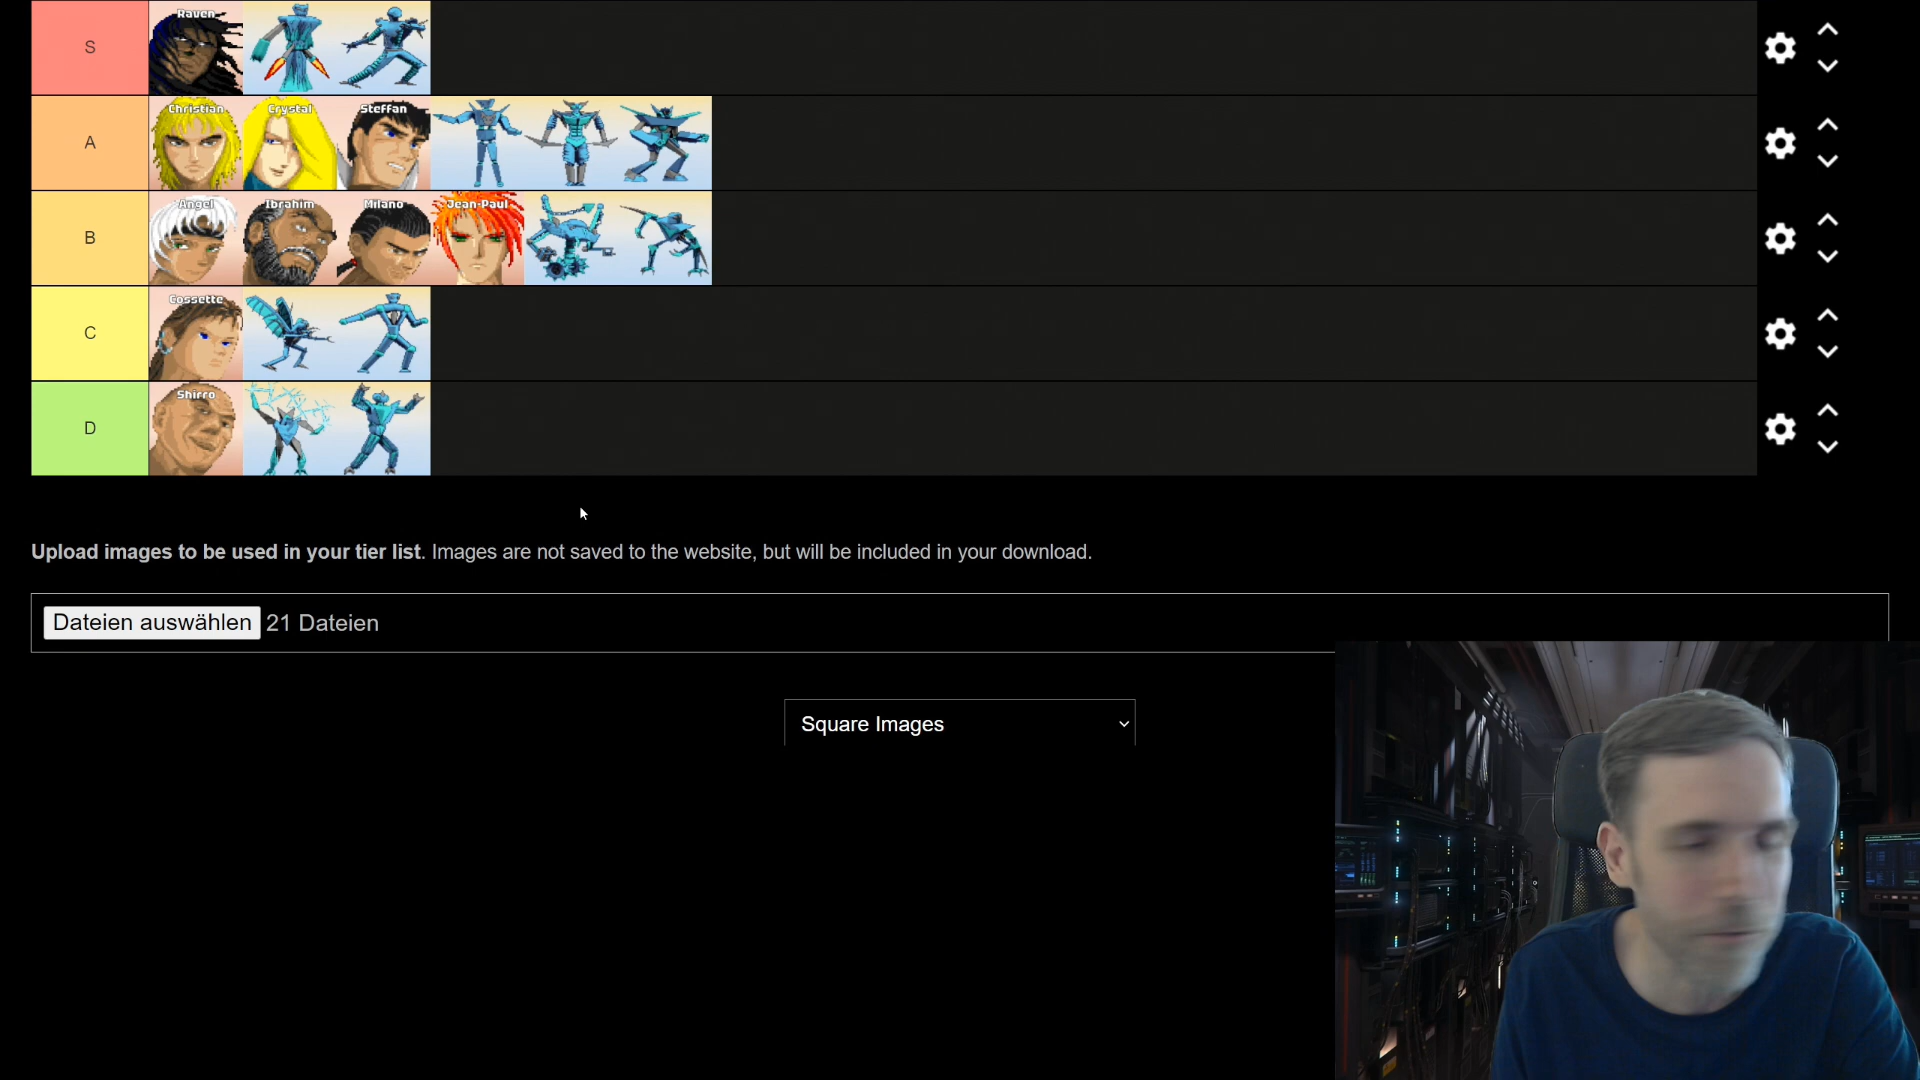 S
Raven
A
Christian
Crystal
Steffan
B
Angel
Ibrahim
Milano
Jean-Paul
C
Cossette
D
Shirro
Upload images to be used in your tier list. Images are not saved to the website, but will be included in your download.
Dateien auswählen 21 Dateien
Square Images